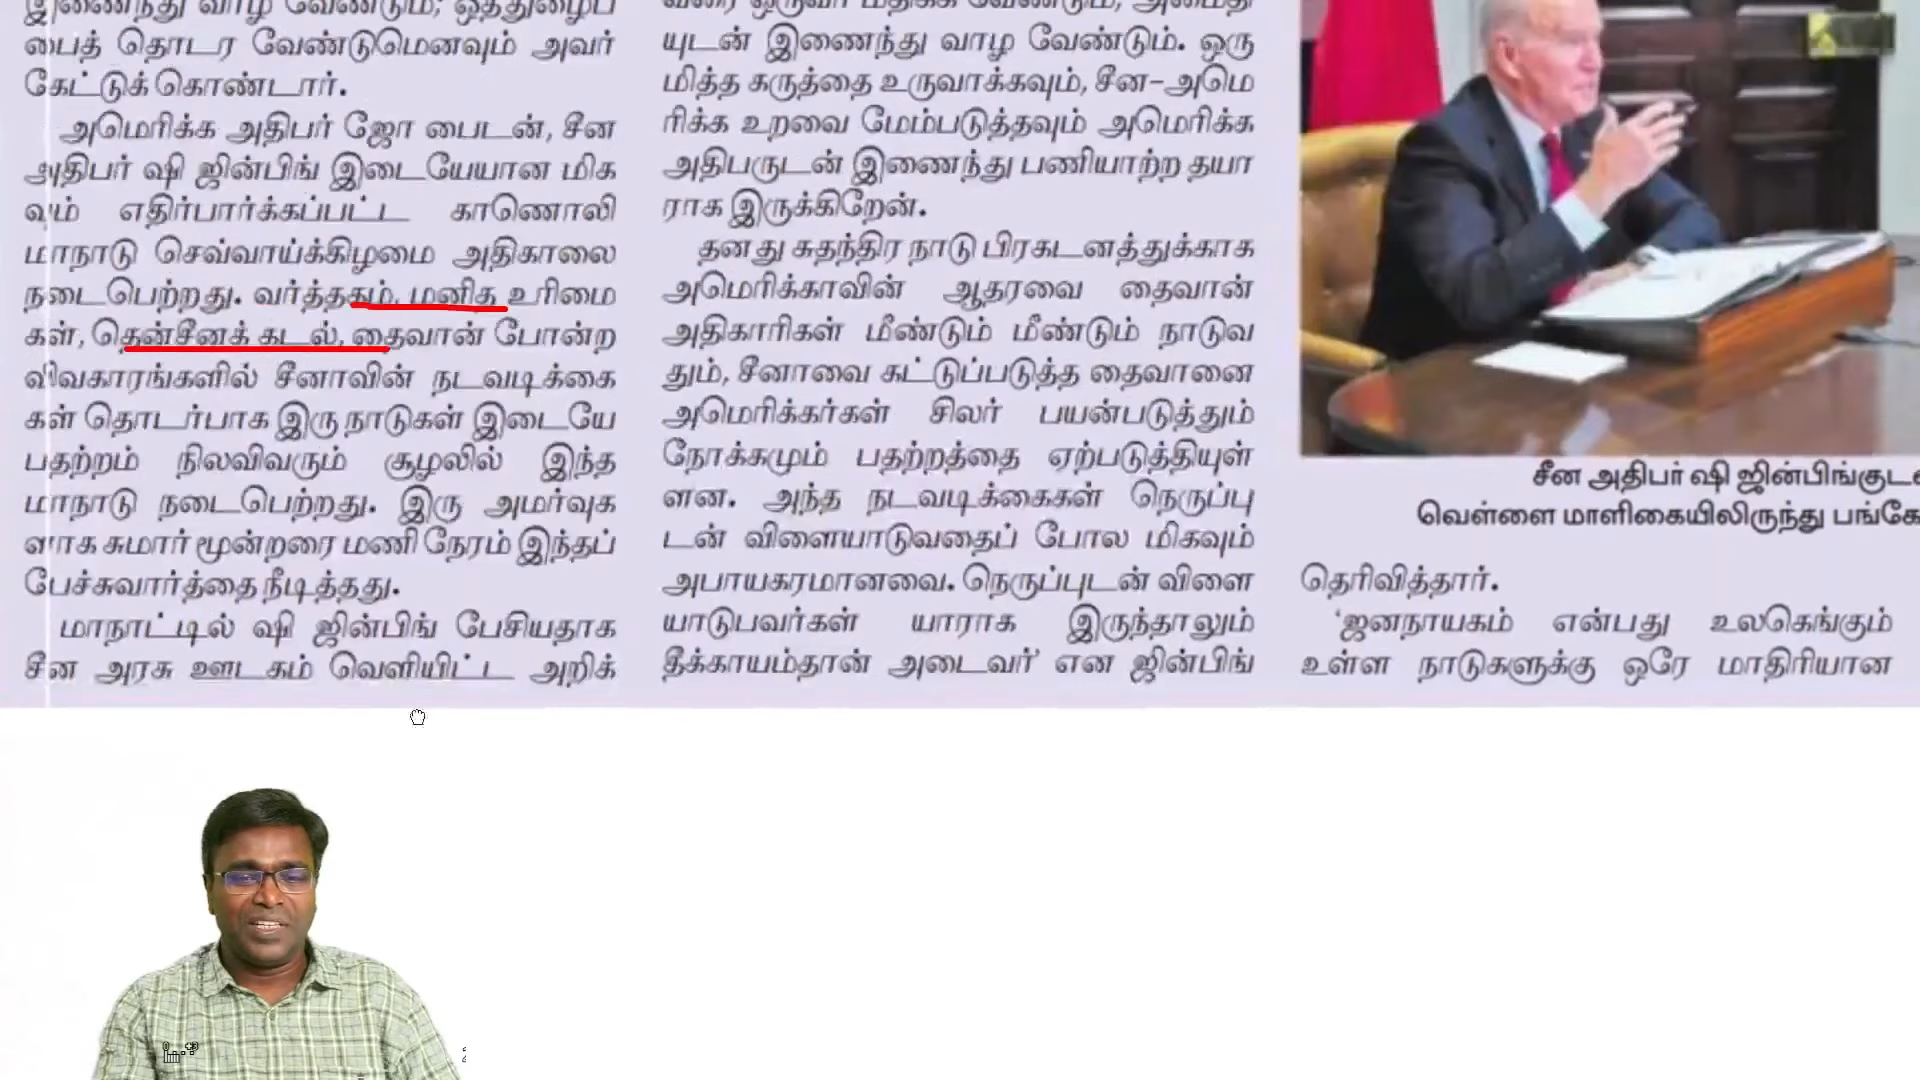 இணைந்து வாழ வேண்டும்; ஒத்துழைப்
பைத் தொடர வேண்டுமெனவும் அவர்
கேட்டுக் கொண்டார்.
அமெரிக்க அதிபர் ஜோ பைடன், சீன
அதிபர் ஷி ஜின்பிங் இடையேயான மிக
வும் எதிர்பார்க்கப்பட்ட காணொலி
மாநாடு செவ்வாய்க்கிழமை அதிகாலை
நடைபெற்றது. வர்த்தகம், மனித உரிமை
கள், தென்சீனக் கடல், தைவான் போன்ற
விவகாரங்களில் சீனாவின் நடவடிக்கை
கள் தொடர்பாக இரு நாடுகள் இடையே
பதற்றம் நிலவிவரும் சூழலில் இந்த
மாநாடு நடைபெற்றது. இரு அமர்வுக
ளாக சுமார் மூன்றரை மணி நேரம் இந்தப்
பேச்சுவார்த்தை நீடித்தது.
மாநாட்டில் ஷி ஜின்பிங் பேசியதாக
சீன அரசு ஊடகம் வெளியிட்ட அறிக்
வரை ஒருவர் மதிக்க வேண்டும், அமைதி
யுடன் இணைந்து வாழ வேண்டும். ஒரு
மித்த கருத்தை உருவாக்கவும், சீன-அமெ
ரிக்க உறவை மேம்படுத்தவும் அமெரிக்க
அதிபருடன் இணைந்து பணியாற்ற தயா
ராக இருக்கிறேன்.
தனது சுதந்திர நாடு பிரகடனத்துக்காக
அமெரிக்காவின் ஆதரவை தைவான்
அதிகாரிகள் மீண்டும் மீண்டும் நாடுவ
தும், சீனாவை கட்டுப்படுத்த தைவானை
அமெரிக்கர்கள் சிலர் பயன்படுத்தும்
நோக்கமும் பதற்றத்தை ஏற்படுத்தியுள்
ளன. அந்த நடவடிக்கைகள் நெருப்பு
டன் விளையாடுவதைப் போல மிகவும்
அபாயகரமானவை. நெருப்புடன் விளை
யாடுபவர்கள் யாராக இருந்தாலும்
தீக்காயம்தான் அடைவர்' என ஜின்பிங்
சீன அதிபர் ஷி ஜின்பிங்குடன்
வெள்ளை மாளிகையிலிருந்து பங்கே
தெரிவித்தார்.
'ஜனநாயகம் என்பது உலகெங்கும்
உள்ள நாடுகளுக்கு ஒரே மாதிரியான